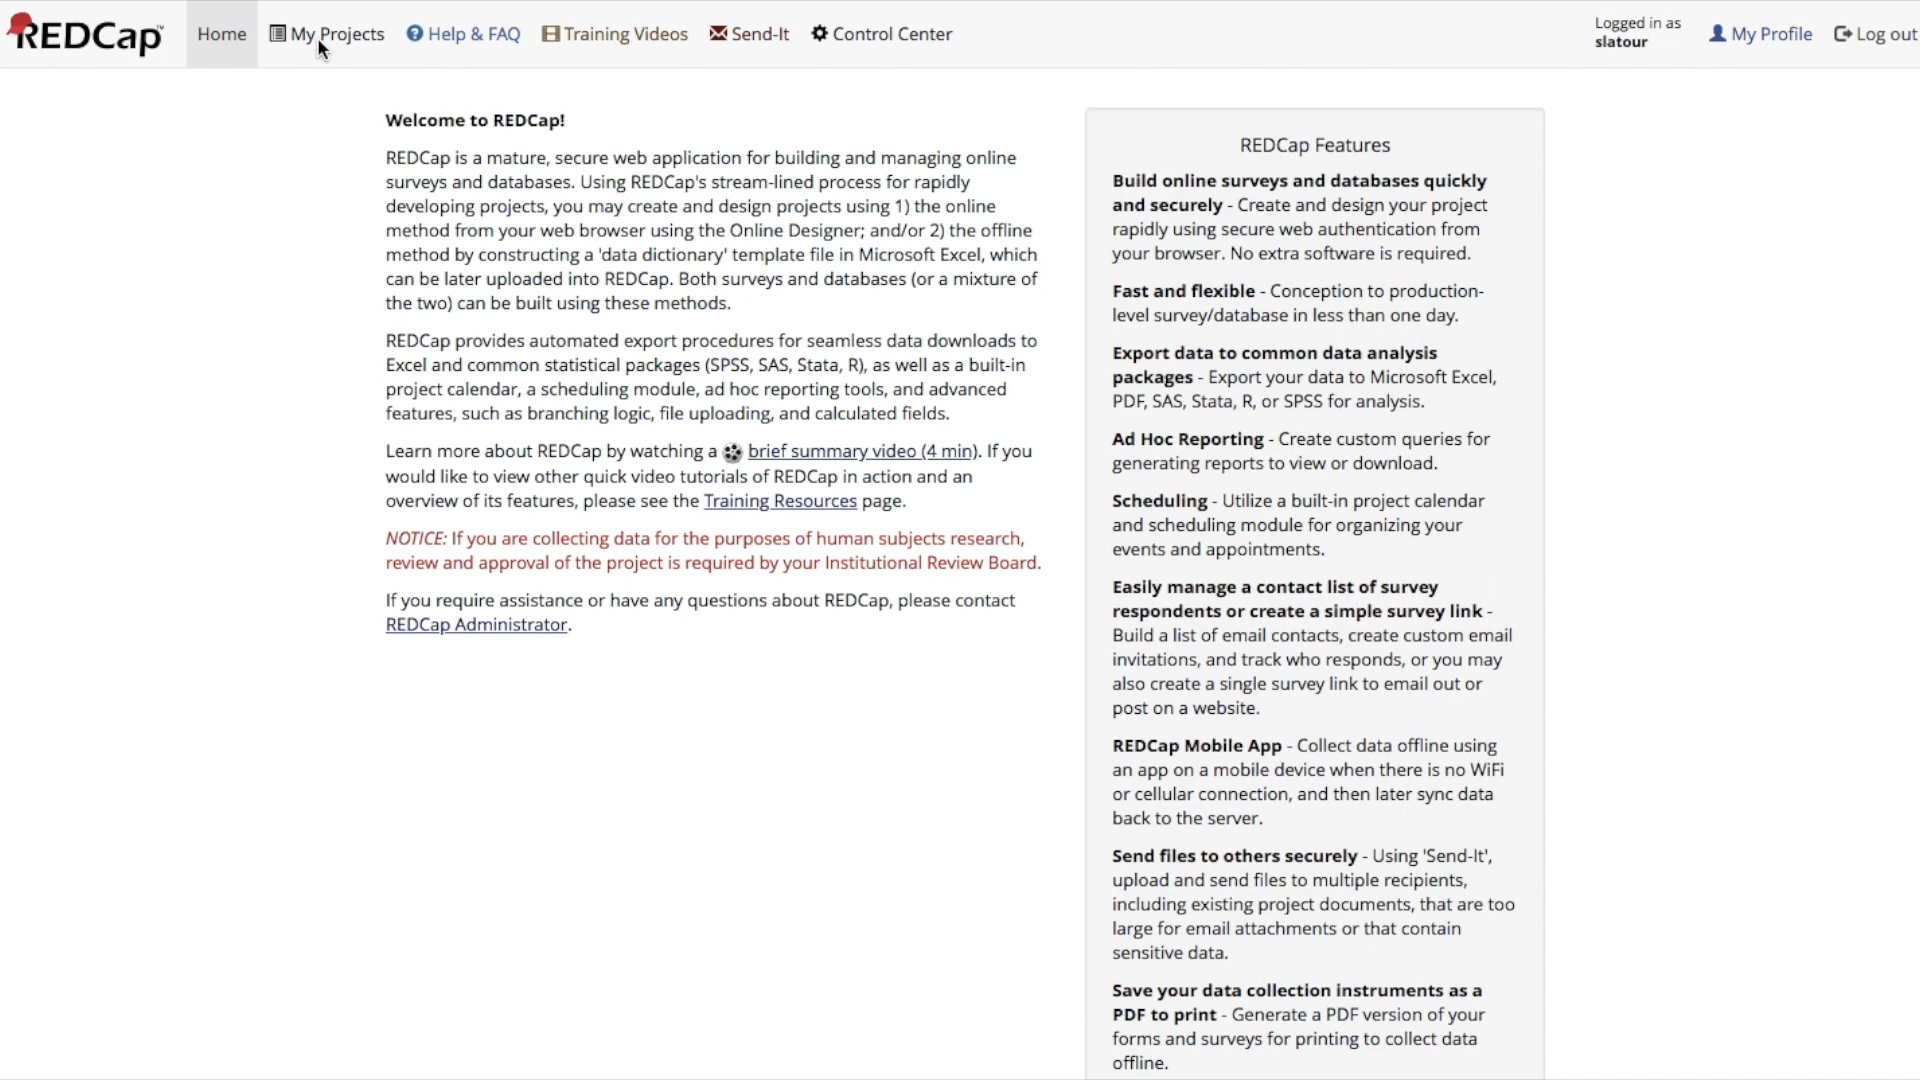 REDCap™
Home
My Projects
Help & FAQ
Training Videos
Send-It
Control Center
Logged in as
slatour
My Profile
Log out
Welcome to REDCap!
REDCap is a mature, secure web application for building and managing online
surveys and databases. Using REDCap's stream-lined process for rapidly
developing projects, you may create and design projects using 1) the online
method from your web browser using the Online Designer; and/or 2) the offline
method by constructing a 'data dictionary' template file in Microsoft Excel, which
can be later uploaded into REDCap. Both surveys and databases (or a mixture of
the two) can be built using these methods.
REDCap provides automated export procedures for seamless data downloads to
Excel and common statistical packages (SPSS, SAS, Stata, R), as well as a built-in
project calendar, a scheduling module, ad hoc reporting tools, and advanced
features, such as branching logic, file uploading, and calculated fields.
Learn more about REDCap by watching a brief summary video (4 min). If you
would like to view other quick video tutorials of REDCap in action and an
overview of its features, please see the Training Resources page.
NOTICE: If you are collecting data for the purposes of human subjects research,
review and approval of the project is required by your Institutional Review Board.
If you require assistance or have any questions about REDCap, please contact
REDCap Administrator.
REDCap Features
Build online surveys and databases quickly
and securely - Create and design your project
rapidly using secure web authentication from
your browser. No extra software is required.
Fast and flexible - Conception to production-
level survey/database in less than one day.
Export data to common data analysis
packages - Export your data to Microsoft Excel,
PDF, SAS, Stata, R, or SPSS for analysis.
Ad Hoc Reporting - Create custom queries for
generating reports to view or download.
Scheduling - Utilize a built-in project calendar
and scheduling module for organizing your
events and appointments.
Easily manage a contact list of survey
respondents or create a simple survey link -
Build a list of email contacts, create custom email
invitations, and track who responds, or you may
also create a single survey link to email out or
post on a website.
REDCap Mobile App - Collect data offline using
an app on a mobile device when there is no WiFi
or cellular connection, and then later sync data
back to the server.
Send files to others securely - Using 'Send-It',
upload and send files to multiple recipients,
including existing project documents, that are too
large for email attachments or that contain
sensitive data.
Save your data collection instruments as a
PDF to print - Generate a PDF version of your
forms and surveys for printing to collect data
offline.